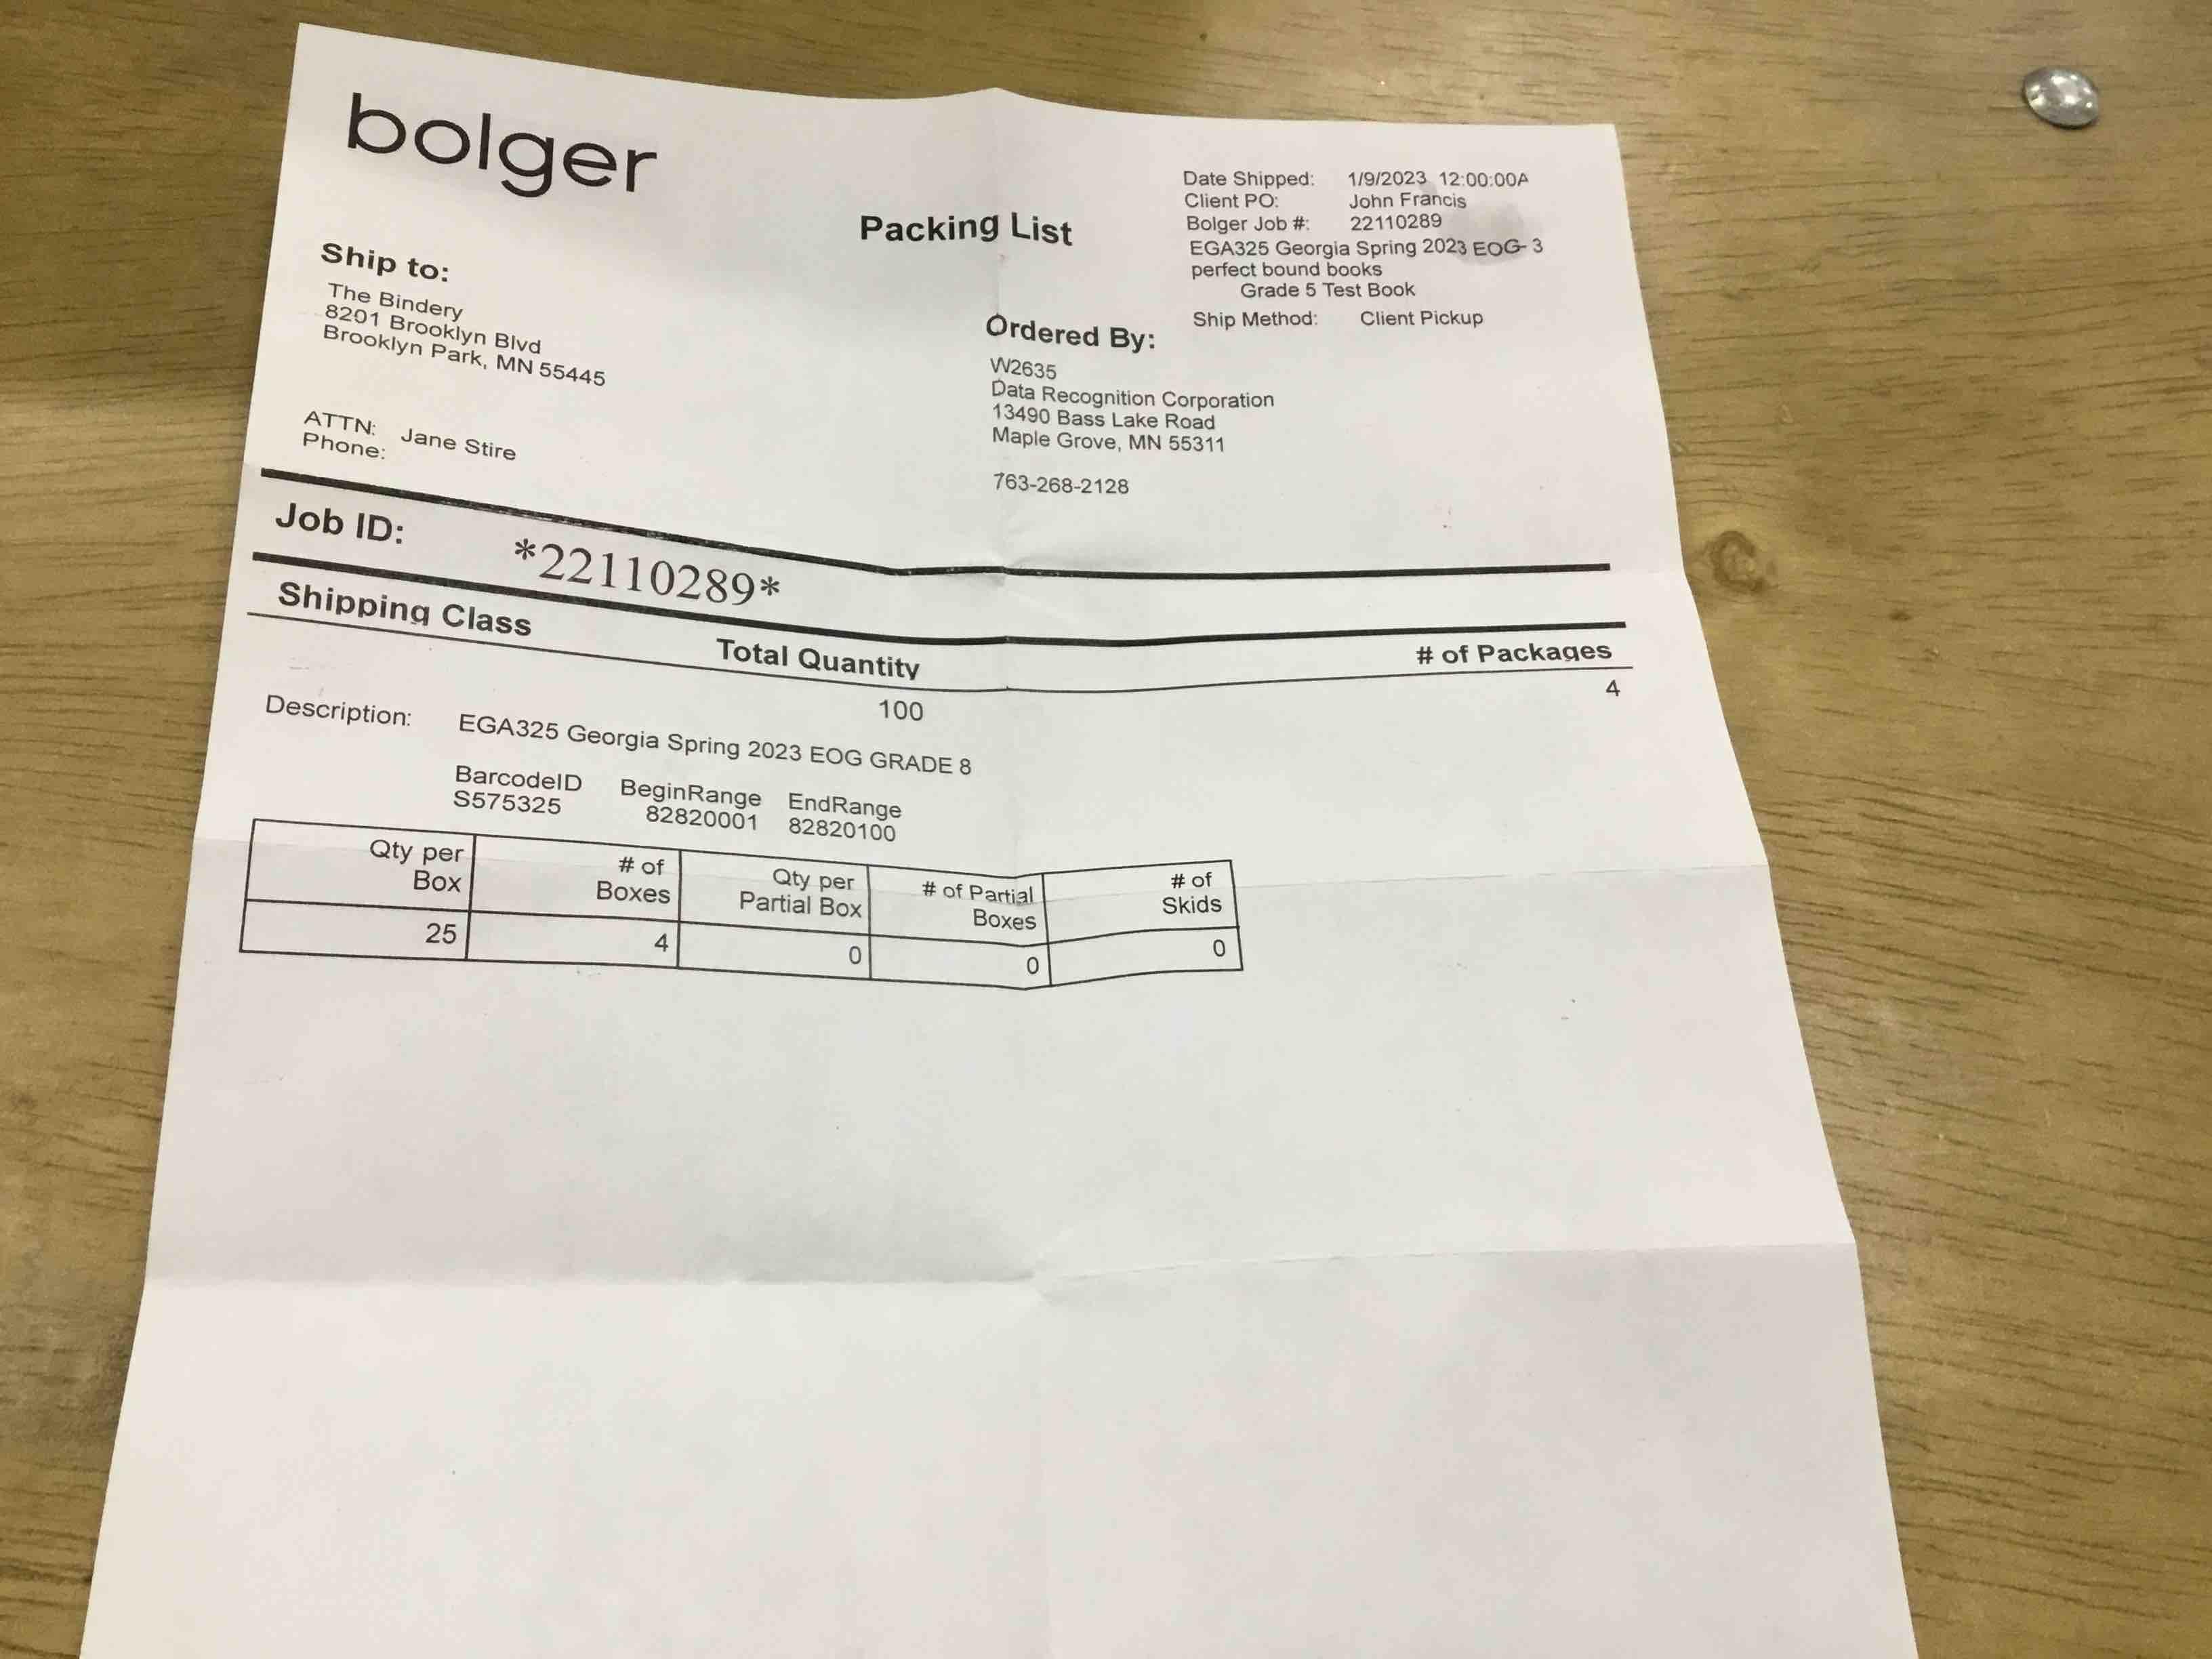 bolger
Packing List
Date Shipped: 1/9/2023 12:00:00A
Client PO: John Francis
Bolger Job #: 22110289
EGA325 Georgia Spring 2023 EOG- 3
perfect bound books
Grade 5 Test Book
Ship Method: Client Pickup
Ship to:
The Bindery
8201 Brooklyn Blvd
Brooklyn Park, MN 55445
ATTN: Jane Stire
Phone:
Ordered By:
W2635
Data Recognition Corporation
13490 Bass Lake Road
Maple Grove, MN 55311
763-268-2128
Job ID: *22110289*
Shipping Class Total Quantity # of Packages
100 4
Description: EGA325 Georgia Spring 2023 EOG GRADE 8
BarcodeID BeginRange EndRange
S575325 82820001 82820100
Qty per Box # of Boxes Qty per Partial Box # of Partial Boxes # of Skids
25 4 0 0 0